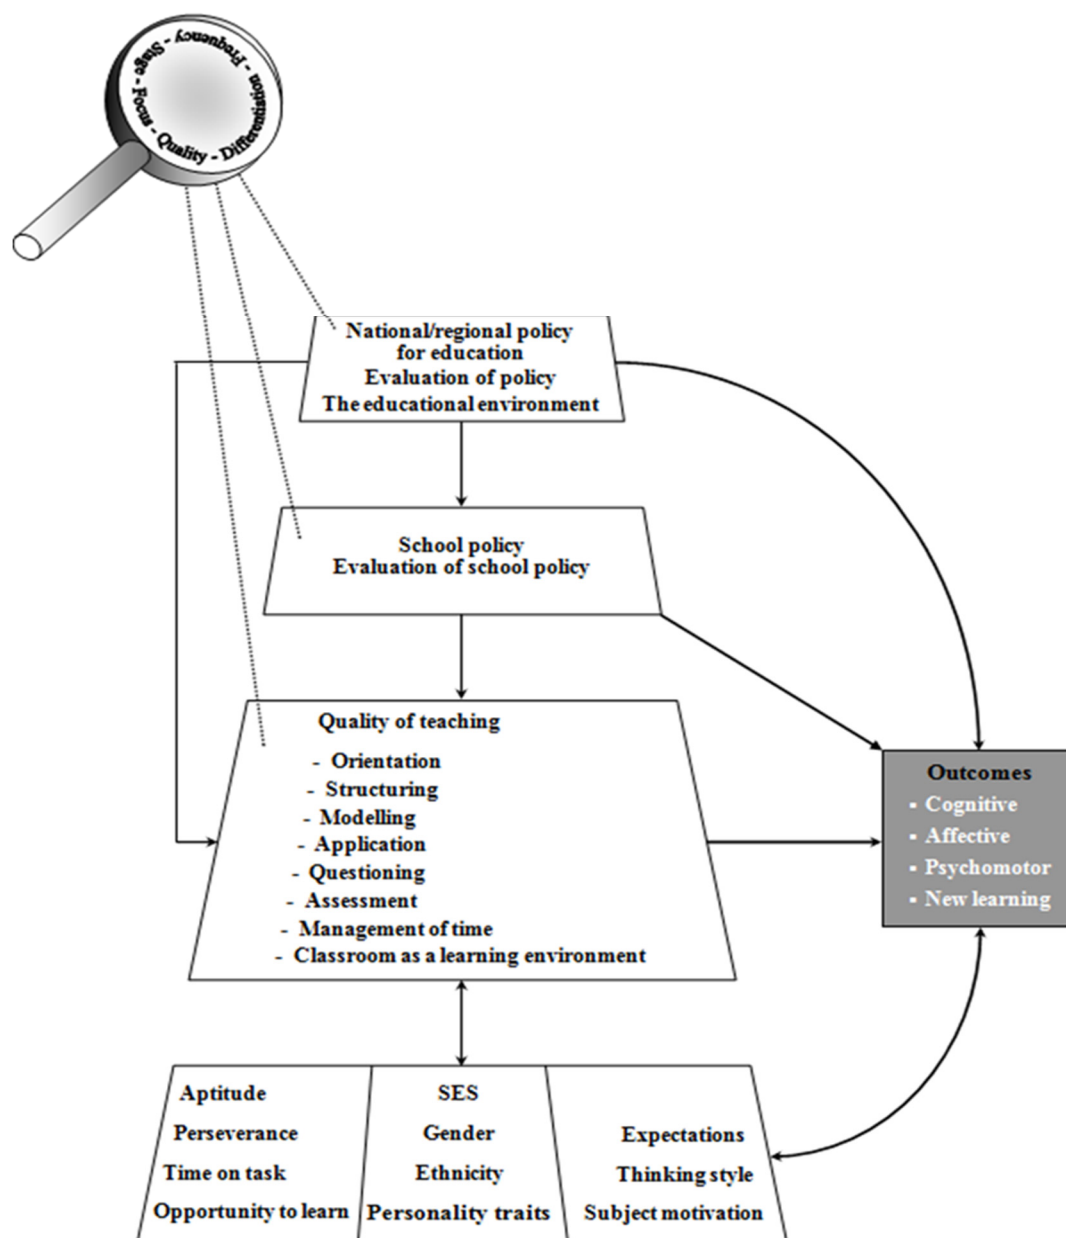 Frequency - Stage - Focus - Quality - Differentistion -
National/regional policy
for education
Evaluation of policy
The educational environment
School policy
Evaluation of school policy
Quality of teaching
- Orientation
- Structuring
- Modelling
- Application
- Questioning
- Assessment
- Management of time
- Classroom as a learning environment
Outcomes
▪ Cognitive
▪ Affective
▪ Psychomotor
▪ New learning
Aptitude
Perseverance
Time on task
Opportunity to learn
SES
Gender
Ethnicity
Personality traits
Expectations
Thinking style
Subject motivation